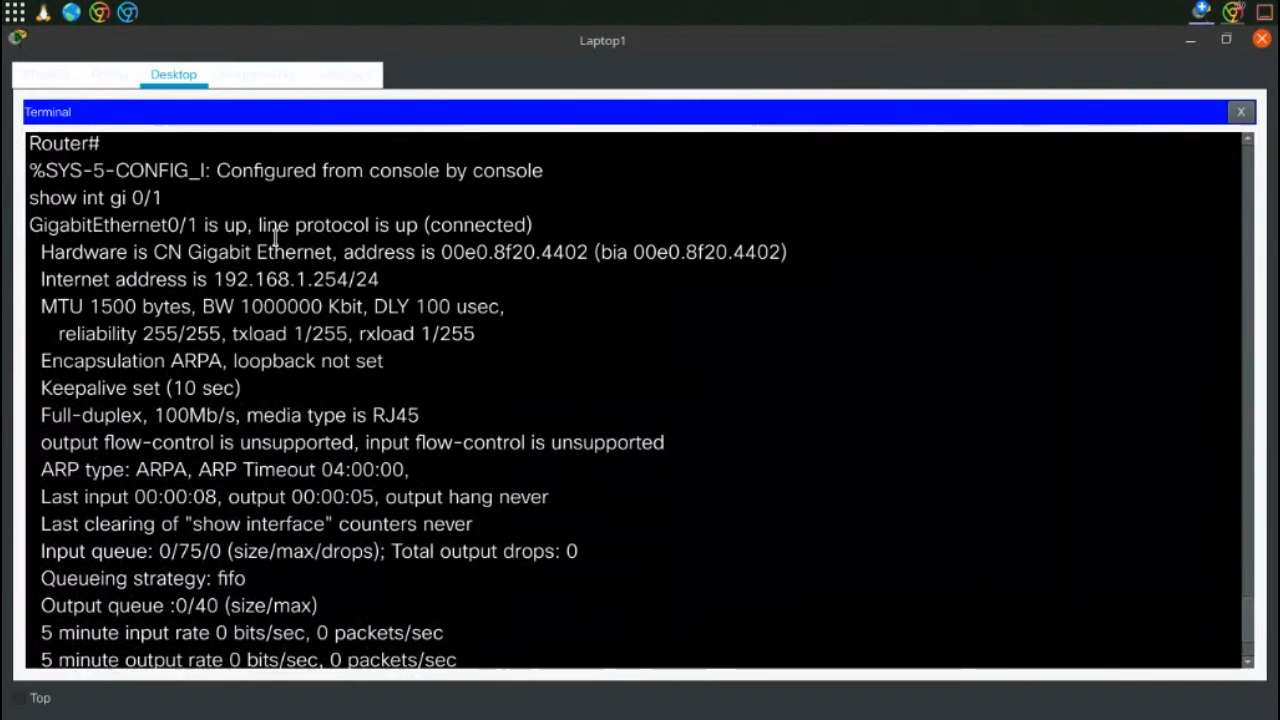 Laptop1
Desktop
Terminal
X
Router#
%SYS-5-CONFIG_I: Configured from console by console
show int gi 0/1
GigabitEthernet0/1 is up, line protocol is up (connected)
Hardware is CN Gigabit Ethernet, address is 00e0.8f20.4402 (bia 00e0.8f20.4402)
Internet address is 192.168.1.254/24
MTU 1500 bytes, BW 1000000 Kbit, DLY 100 usec,
reliability 255/255, txload 1/255, rxload 1/255
Encapsulation ARPA, loopback not set
Keepalive set (10 sec)
Full-duplex, 100Mb/s, media type is RJ45
output flow-control is unsupported, input flow-control is unsupported
ARP type: ARPA, ARP Timeout 04:00:00,
Last input 00:00:08, output 00:00:05, output hang never
Last clearing of "show interface" counters never
Input queue: 0/75/0 (size/max/drops); Total output drops: 0
Queueing strategy: fifo
Output queue :0/40 (size/max)
5 minute input rate 0 bits/sec, 0 packets/sec
5 minute output rate 0 bits/sec, 0 packets/sec
Top